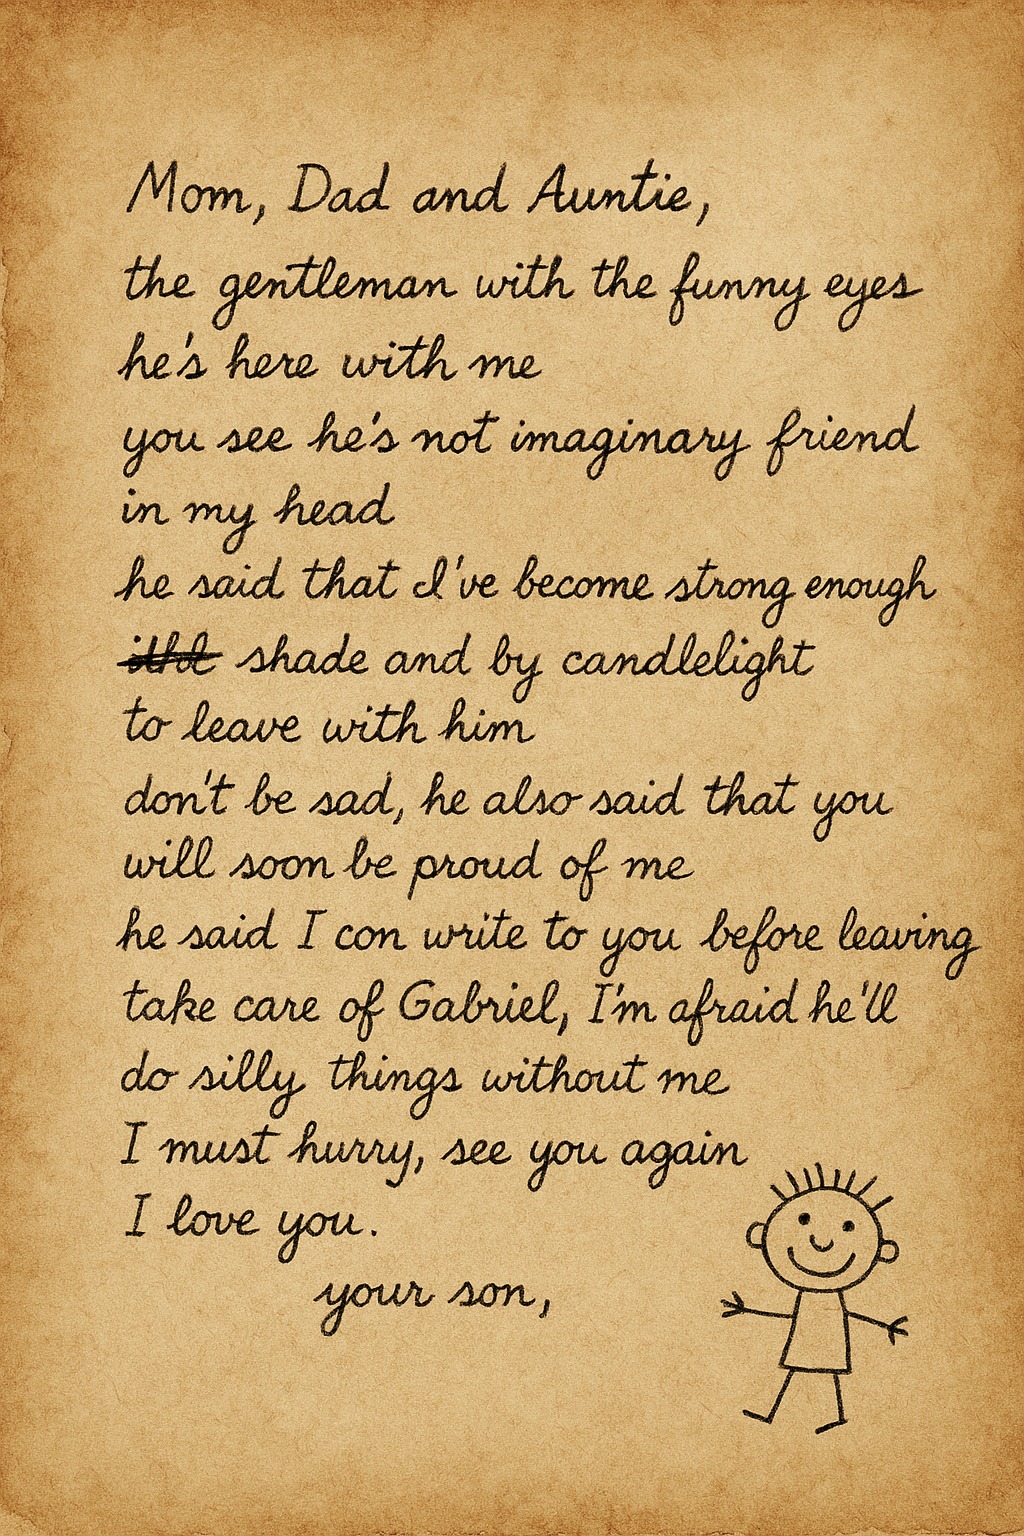 Mom, Dad and Auntie,
the gentleman with the funny eyes
he's here with me
you see he's not imaginary friend
in my head
he said that I've become strong enough
shade and by candlelight
to leave with him
don't be sad, he also said that you
will soon be proud of me
he said I con write to you before leaving
take care of Gabriel, I'm afraid he'll
do silly things without me
I must hurry, see you again
I love you.
your son,